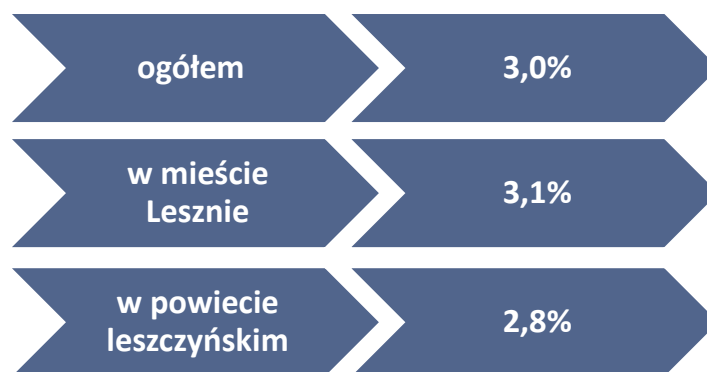 ogółem 3,0%
w mieście
Lesznie
3,1%
w powiecie
leszczyńskim
2,8%